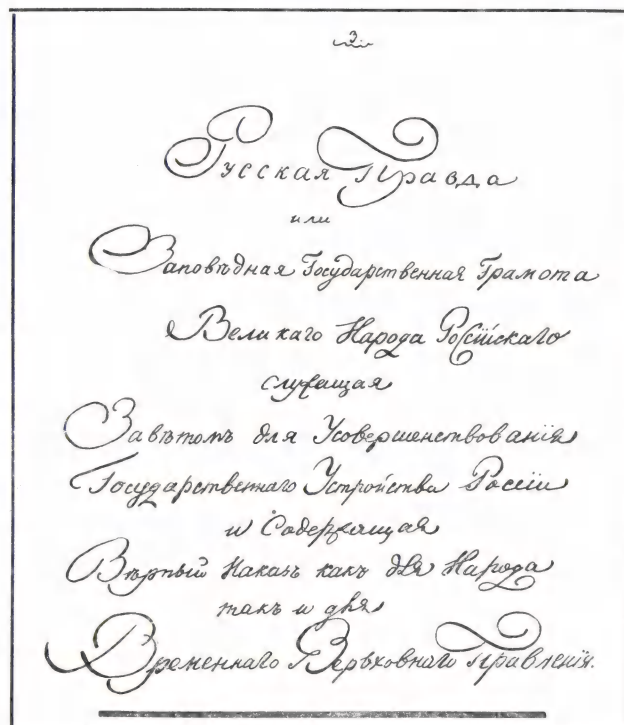 3
Русская Правда
или
Заповѣдная Государственная Грамота
Великаго Народа Россiйскаго
служащая
Завѣтомъ для Усовершенствованiя
Государственнаго Устройства Россiи
и Содержащая
Вѣрный Наказъ какъ для Народа
такъ и для
Временнаго Верьховнаго Правленiя.